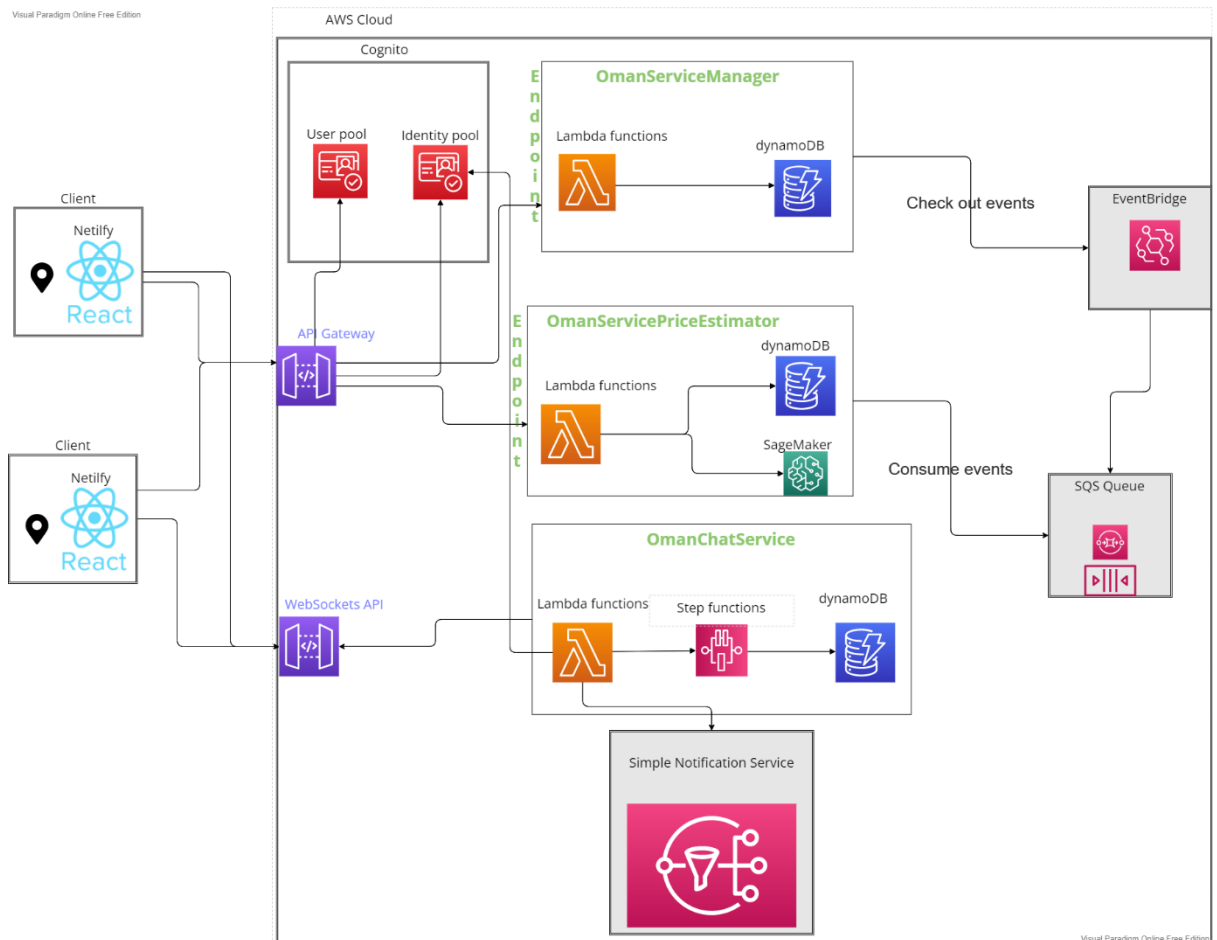 Visual Paradigm Online Free Edition
AWS Cloud
Cognito
User pool
Identity pool
Endpoint
OmanServiceManager
Lambda functions
dynamoDB
Check out events
EventBridge
Client
Netilfy
React
API Gateway
Endpoint
OmanServicePriceEstimator
dynamoDB
Lambda functions
SageMaker
Consume events
SQS Queue
Client
Netilfy
React
WebSockets API
OmanChatService
Lambda functions
Step functions
dynamoDB
Simple Notification Service
Visual Paradigm Online Free Edition